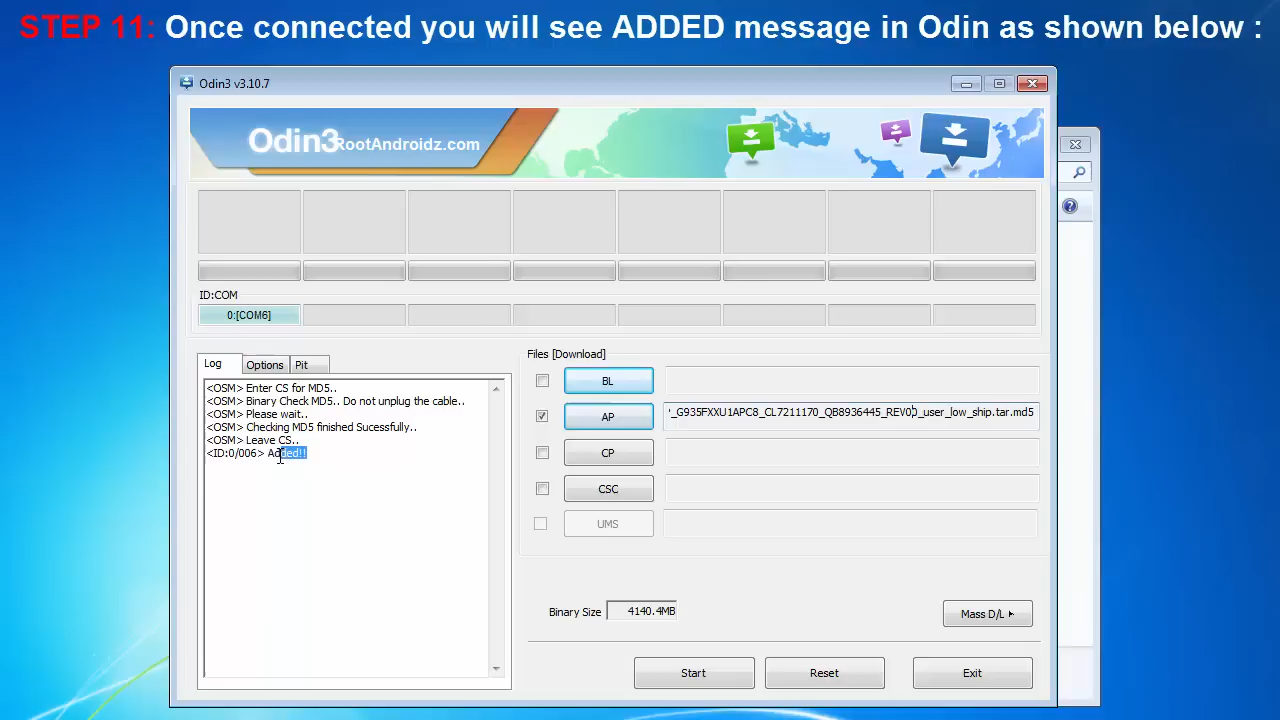 STEP 11: Once connected you will see ADDED message in Odin as shown below :
Odin3 v3.10.7
Odin3
RootAndroidz.com
ID:COM
0:[COM6]
Log
Options
Pit
<OSM> Enter CS for MD5..
<OSM> Binary Check MD5.. Do not unplug the cable..
<OSM> Please wait..
<OSM> Checking MD5 finished Sucessfully..
<OSM> Leave CS..
<ID:0/006> Added!!
Files [Download]
BL
AP
_G935FXXU1APC8_CL7211170_QB8936445_REV00_user_low_ship.tar.md5
CP
CSC
UMS
Binary Size
4140.4MB
Mass D/L
Start
Reset
Exit